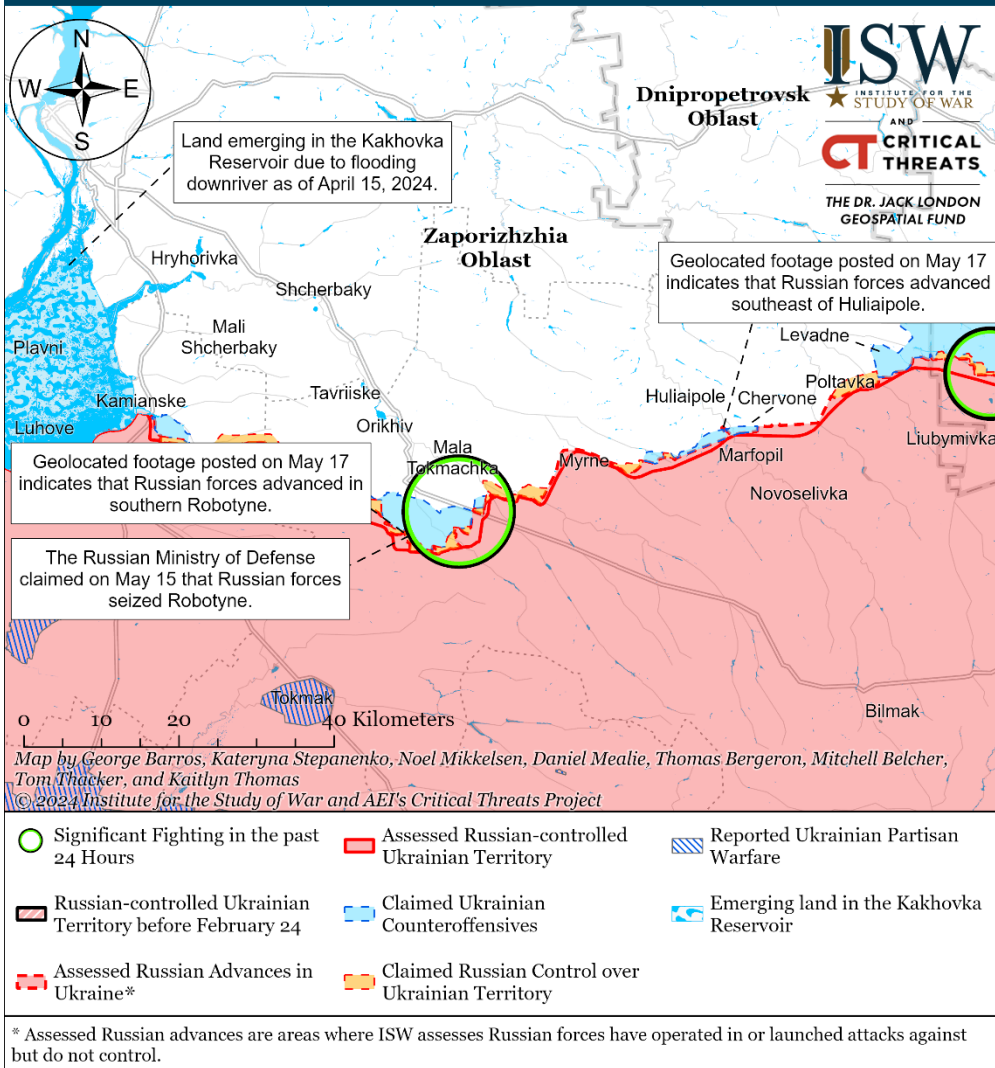 N
W
E
S
ISW
INSTITUTE FOR THE
STUDY OF WAR
AND
CT CRITICAL
THREATS
THE DR. JACK LONDON
GEOSPATIAL FUND
Dnipropetrovsk
Oblast
Land emerging in the Kakhovka
Reservoir due to flooding
downriver as of April 15, 2024.
Zaporizhzhia
Oblast
Hryhorivka
Shcherbaky
Geolocated footage posted on May 17
indicates that Russian forces advanced
southeast of Huliaipole.
Mali
Shcherbaky
Plavni
Levadne
Kamianske
Tavriiske
Poltavka
Huliaipole
Chervone
Luhove
Orikhiv
Liubymivka
Mala
Tokmachka
Myrne
Marfopil
Geolocated footage posted on May 17
indicates that Russian forces advanced in
southern Robotyne.
Novoselivka
The Russian Ministry of Defense
claimed on May 15 that Russian forces
seized Robotyne.
Tokmak
Bilmak
0 10 20 40 Kilometers
Map by George Barros, Kateryna Stepanenko, Noel Mikkelsen, Daniel Mealie, Thomas Bergeron, Mitchell Belcher,
Tom Thacker, and Kaitlyn Thomas
© 2024 Institute for the Study of War and AEI's Critical Threats Project
Significant Fighting in the past
24 Hours
Assessed Russian-controlled
Ukrainian Territory
Reported Ukrainian Partisan
Warfare
Russian-controlled Ukrainian
Territory before February 24
Claimed Ukrainian
Counteroffensives
Emerging land in the Kakhovka
Reservoir
Assessed Russian Advances in
Ukraine*
Claimed Russian Control over
Ukrainian Territory
* Assessed Russian advances are areas where ISW assesses Russian forces have operated in or launched attacks against
but do not control.